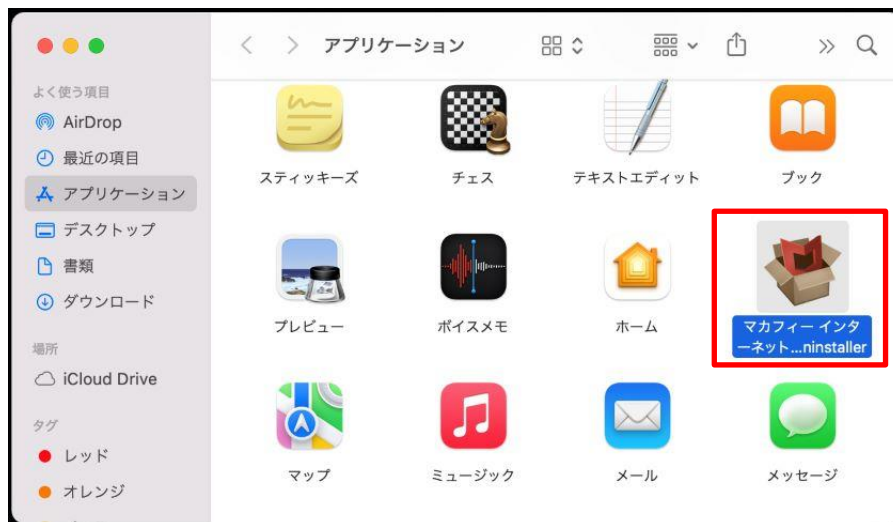 アプリケーション
よく使う項目
AirDrop
最近の項目
アプリケーション
デスクトップ
書類
ダウンロード
場所
iCloud Drive
タグ
レッド
オレンジ
スティッキーズ
チェス
テキストエディット
ブック
プレビュー
ボイスメモ
ホーム
マカフィー インタ
ーネット...ninstaller
マップ
ミュージック
メール
メッセージ